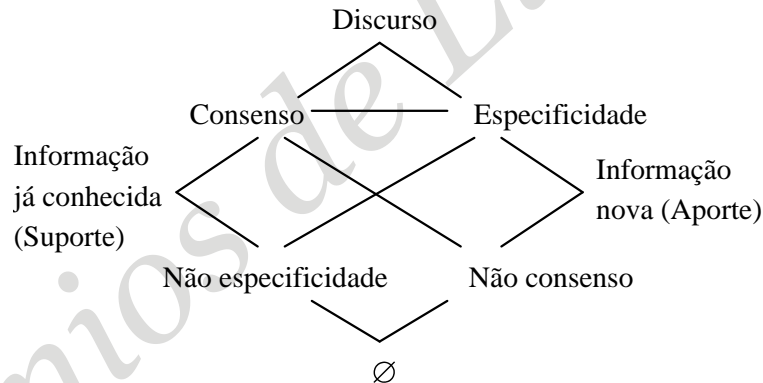 Discurso
Consenso Especificidade
Informação
já conhecida
(Suporte)
Informação
nova (Aporte)
Não especificidade Não consenso
∅